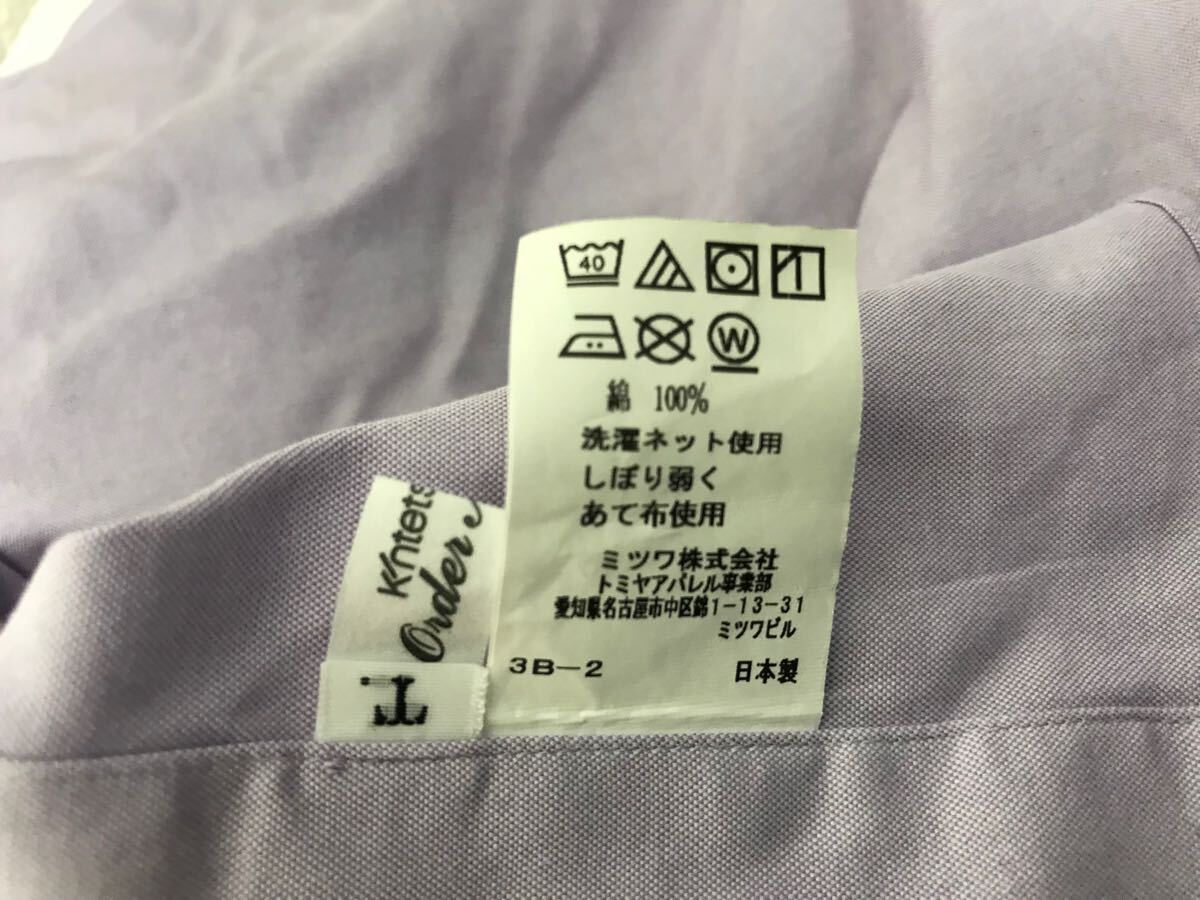 40
W
綿 100%
洗濯ネット使用
しぼり弱く
あて布使用
ミツワ株式会社
トミヤアパレル事業部
愛知県名古屋市中区錦1-13-31
ミツワビル
3B-2 日本製
Kntets
Order
T